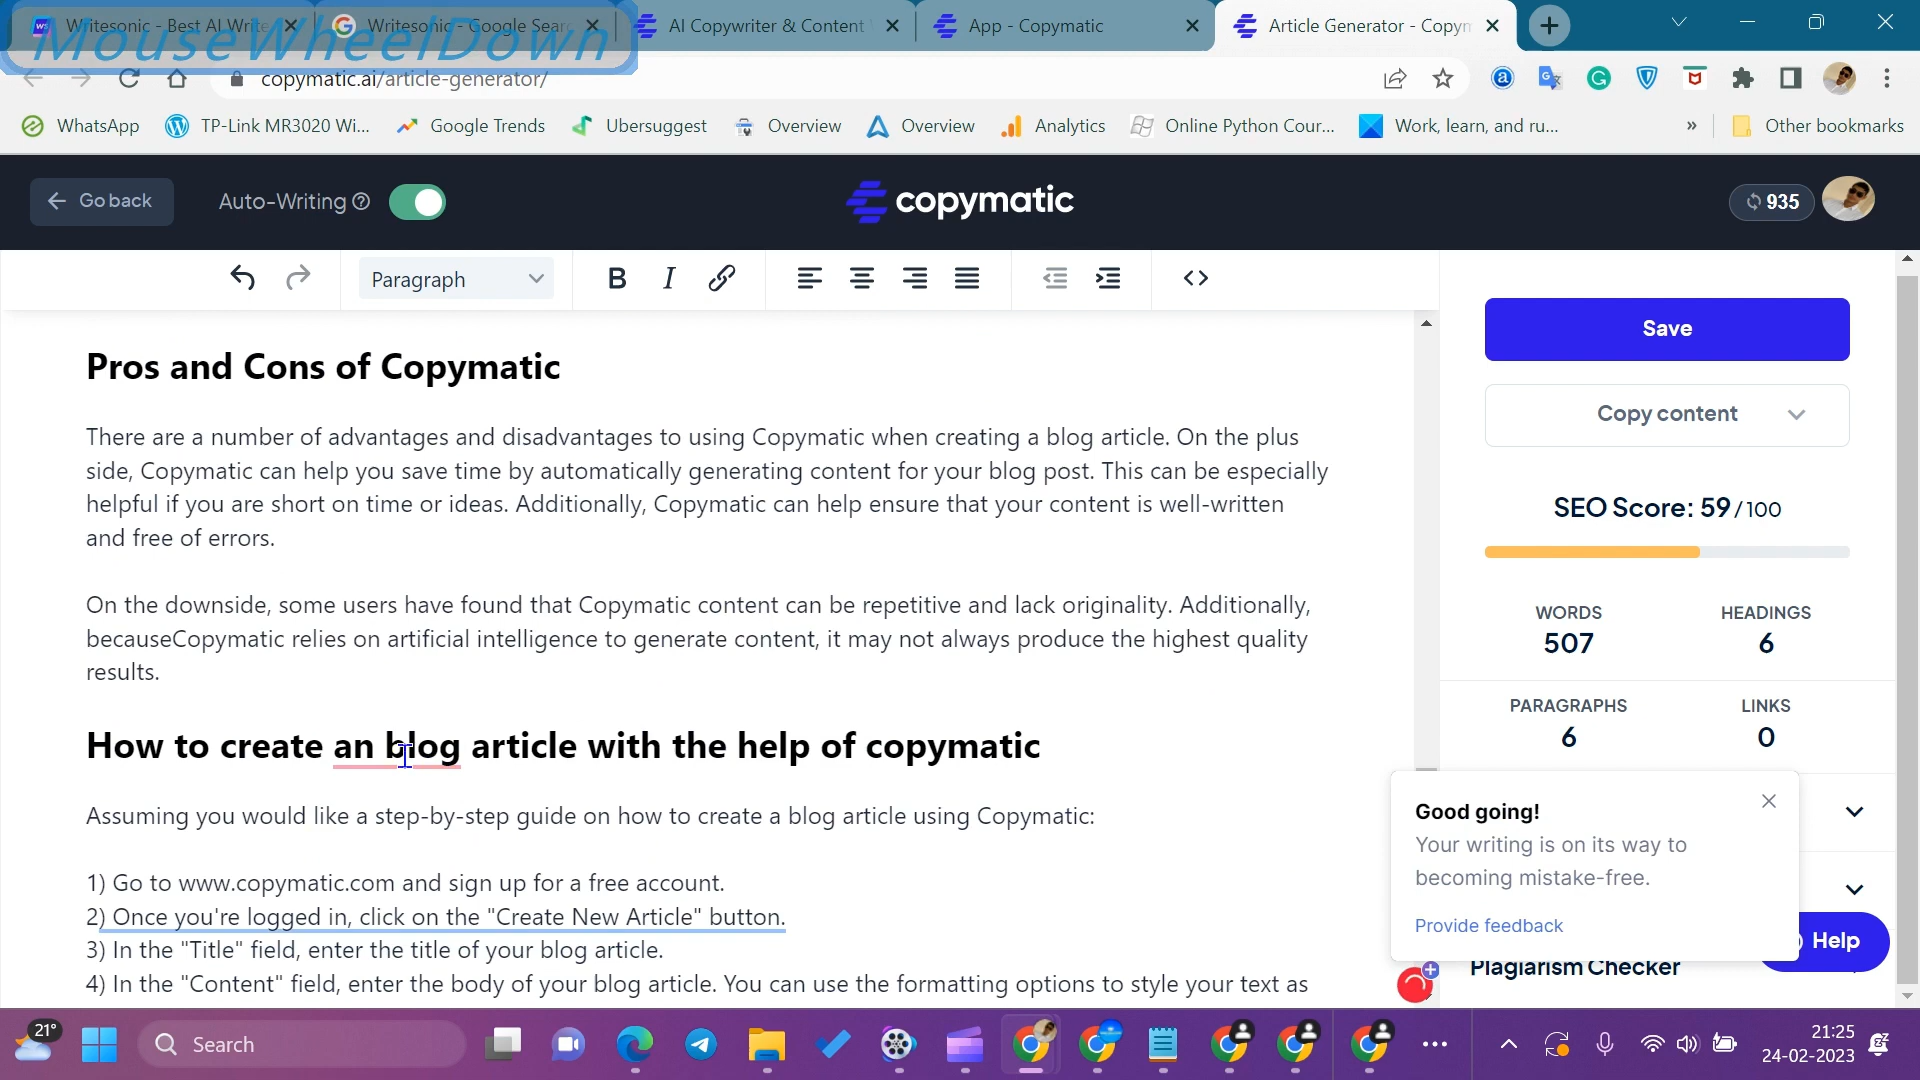 Writesonic - Best AI Write
Writesonic - Google Sear
AI Copywriter & Content
App - Copymatic
Article Generator - Copym
MouseWheelDown
copymatic.ai/article-generator/
WhatsApp
TP-Link MR3020 Wi...
Google Trends
Ubersuggest
Overview
Overview
Analytics
Online Python Cour...
Work, learn, and ru...
»
Other bookmarks
Go back
Auto-Writing
copymatic
935
Paragraph
B
I
Save
Copy content
Pros and Cons of Copymatic
There are a number of advantages and disadvantages to using Copymatic when creating a blog article. On the plus
side, Copymatic can help you save time by automatically generating content for your blog post. This can be especially
helpful if you are short on time or ideas. Additionally, Copymatic can help ensure that your content is well-written
and free of errors.
On the downside, some users have found that Copymatic content can be repetitive and lack originality. Additionally,
becauseCopymatic relies on artificial intelligence to generate content, it may not always produce the highest quality
results.
How to create an blog article with the help of copymatic
Assuming you would like a step-by-step guide on how to create a blog article using Copymatic:
1) Go to www.copymatic.com and sign up for a free account.
2) Once you're logged in, click on the "Create New Article" button.
3) In the "Title" field, enter the title of your blog article.
4) In the "Content" field, enter the body of your blog article. You can use the formatting options to style your text as
SEO Score: 59/100
WORDS
507
HEADINGS
6
PARAGRAPHS
6
LINKS
0
Good going!
Your writing is on its way to
becoming mistake-free.
Provide feedback
Help
Plagiarism Checker
21°
Search
21:25
24-02-2023